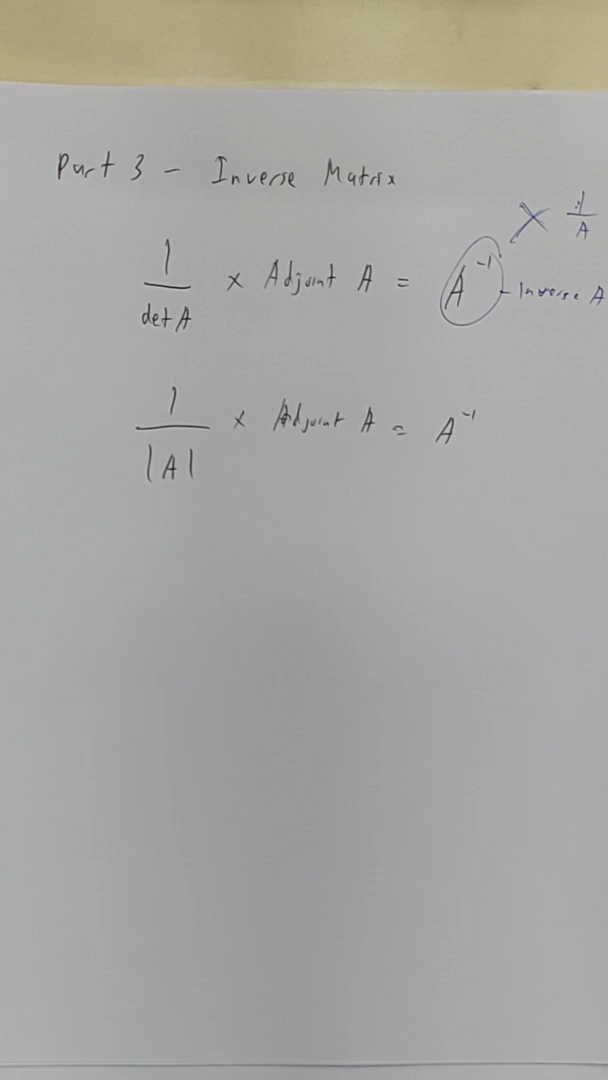 Part 3 - Inverse Matrix
× 1/A
1/det A × Adjoint A = A⁻¹ - Inverse A
1/|A| × Adjoint A = A⁻¹